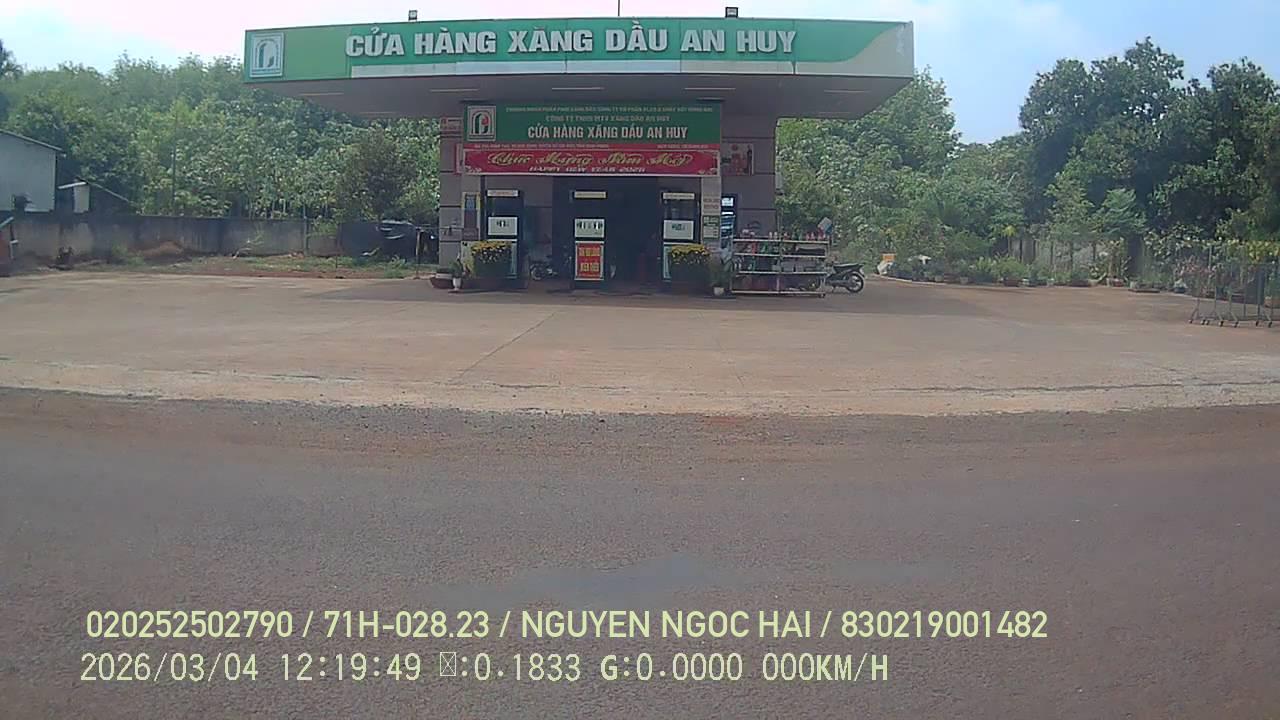 CỬA HÀNG XĂNG DẦU AN HUY
CÔNG TY TNHH MTV XĂNG DẦU AN HUY
CỬA HÀNG XĂNG DẦU AN HUY
Chúc Mừng Năm Mới
HAPPY NEW YEAR 2026
020252502790 / 71H-028.23 / NGUYEN NGOC HAI / 830219001482
2026/03/04 12:19:49 :0.1833 G:0.0000 000KM/H